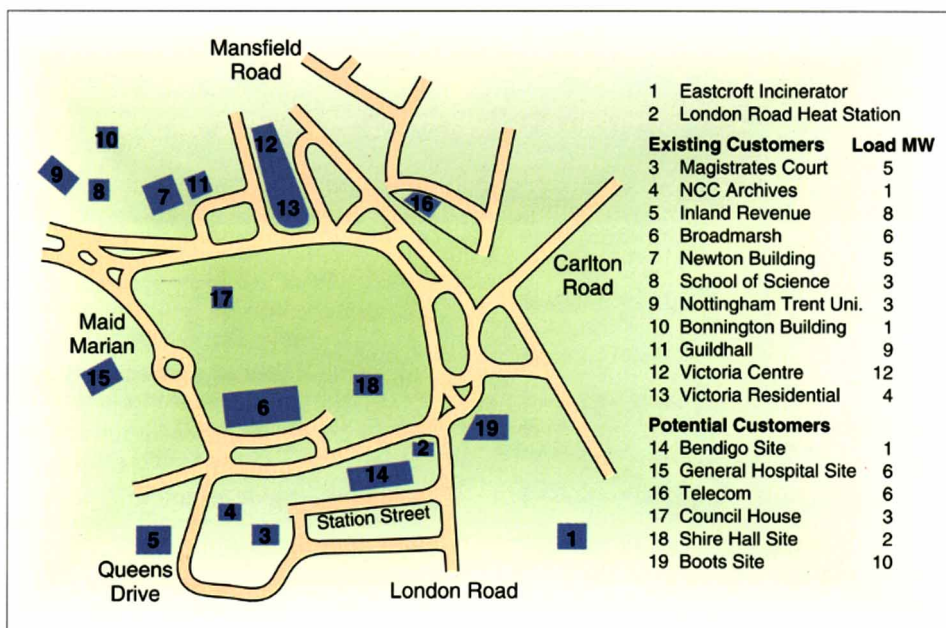 Mansfield
Road
10
12
9
8
7
11
13
16
Carlton
Road
17
Maid
Marian
15
18
6
19
2
14
4
Station Street
3
5
1
Queens
Drive
London Road
1 Eastcroft Incinerator
2 London Road Heat Station
Existing Customers Load MW
3 Magistrates Court 5
4 NCC Archives 1
5 Inland Revenue 8
6 Broadmarsh 6
7 Newton Building 5
8 School of Science 3
9 Nottingham Trent Uni. 3
10 Bonnington Building 1
11 Guildhall 9
12 Victoria Centre 12
13 Victoria Residential 4
Potential Customers
14 Bendigo Site 1
15 General Hospital Site 6
16 Telecom 6
17 Council House 3
18 Shire Hall Site 2
19 Boots Site 10